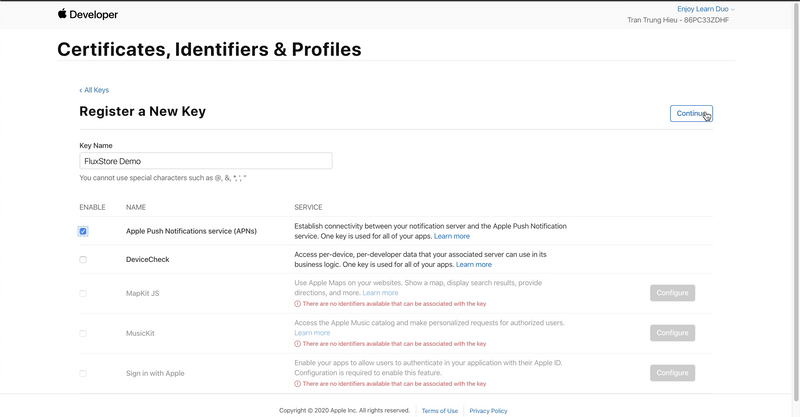 Developer
Enjoy Learn Duo
Tran Trung Hieu - 86PC33ZDHF
Certificates, Identifiers & Profiles
‹ All Keys
Register a New Key
Continue
Key Name
FluxStore Demo
You cannot use special characters such as @, &, *, ', "
ENABLE NAME SERVICE
Apple Push Notifications service (APNs)
Establish connectivity between your notification server and the Apple Push Notification
service. One key is used for all of your apps. Learn more
DeviceCheck
Access per-device, per-developer data that your associated server can use in its
business logic. One key is used for all of your apps. Learn more
MapKit JS
Use Apple Maps on your websites. Show a map, display search results, provide
directions, and more. Learn more
There are no identifiers available that can be associated with the key
Configure
MusicKit
Access the Apple Music catalog and make personalized requests for authorized users.
Learn more
There are no identifiers available that can be associated with the key
Configure
Sign in with Apple
Enable your apps to allow users to authenticate in your application with their Apple ID.
Configuration is required to enable this feature.
There are no identifiers available that can be associated with the key
Configure
Copyright © 2020 Apple Inc. All rights reserved. Terms of Use Privacy Policy